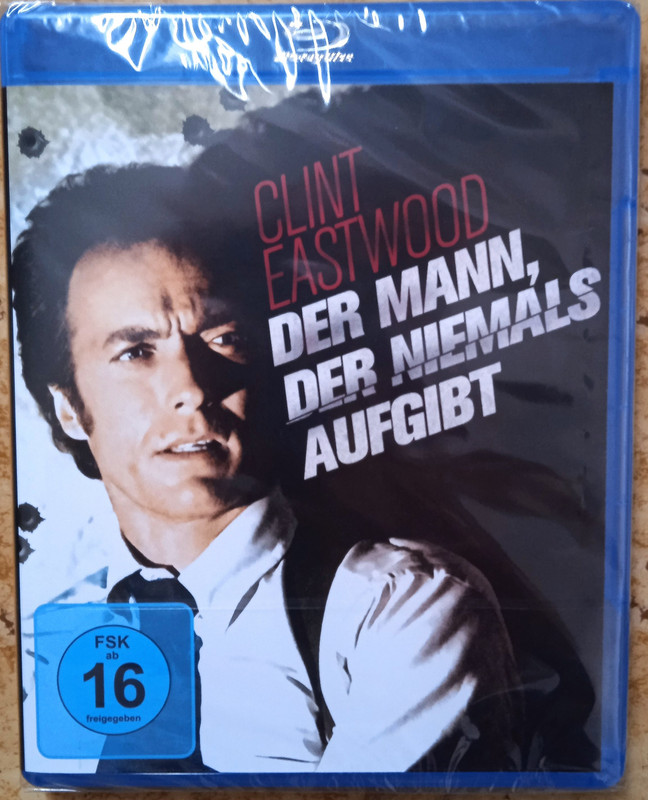 CLINT
EASTWOOD
DER MANN,
DER NIEMALS
AUFGIBT
FSK
ab
16
freigegeben